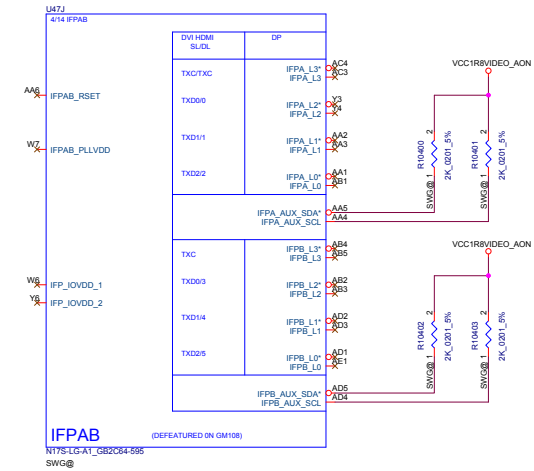 U47J
4/14 IFPAB
DVI HDMI
SL/DL
DP
AA6
IFPAB_RSET
W7
IFPAB_PLLVDD
W6
IFP_IOVDD_1
Y6
IFP_IOVDD_2
TXC/TXC
IFPA_L3*
AC4
IFPA_L3
AC3
TXD0/0
IFPA_L2*
Y3
IFPA_L2
Y4
TXD1/1
IFPA_L1*
AA2
IFPA_L1
AA3
TXD2/2
IFPA_L0*
AA1
IFPA_L0
AB1
IFPA_AUX_SDA*
AA5
IFPA_AUX_SCL
AA4
TXC
IFPB_L3*
AB4
IFPB_L3
AB5
TXD0/3
IFPB_L2*
AB2
IFPB_L2
AB3
TXD1/4
IFPB_L1*
AD2
IFPB_L1
AD3
TXD2/5
IFPB_L0*
AD1
IFPB_L0
AE1
IFPB_AUX_SDA*
AD5
IFPB_AUX_SCL
AD4
VCC1R8VIDEO_AON
R10400
SWG@ 1 2
2K_0201_5%
R10401
SWG@ 1 2
2K_0201_5%
VCC1R8VIDEO_AON
R10402
SWG@ 1 2
2K_0201_5%
R10403
SWG@ 1 2
2K_0201_5%
IFPAB
(DEFEATURED 0N GM108)
N17S-LG-A1_GB2C64-595
SWG@